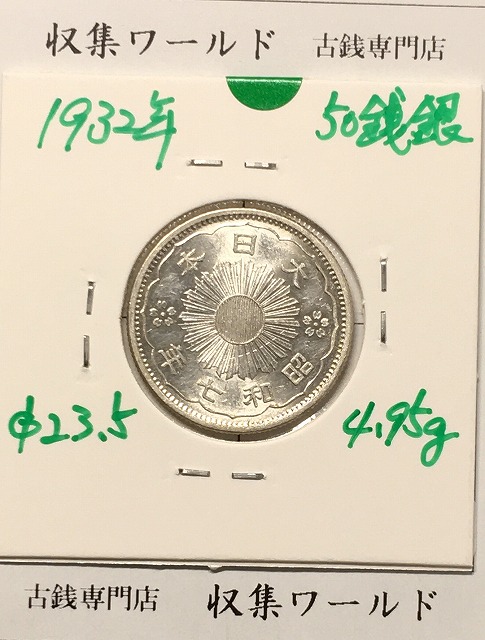 収集ワールド 古銭専門店
1932年 50銭銀
大日本
昭和七年
φ23.5 4.95g
古銭専門店 収集ワールド